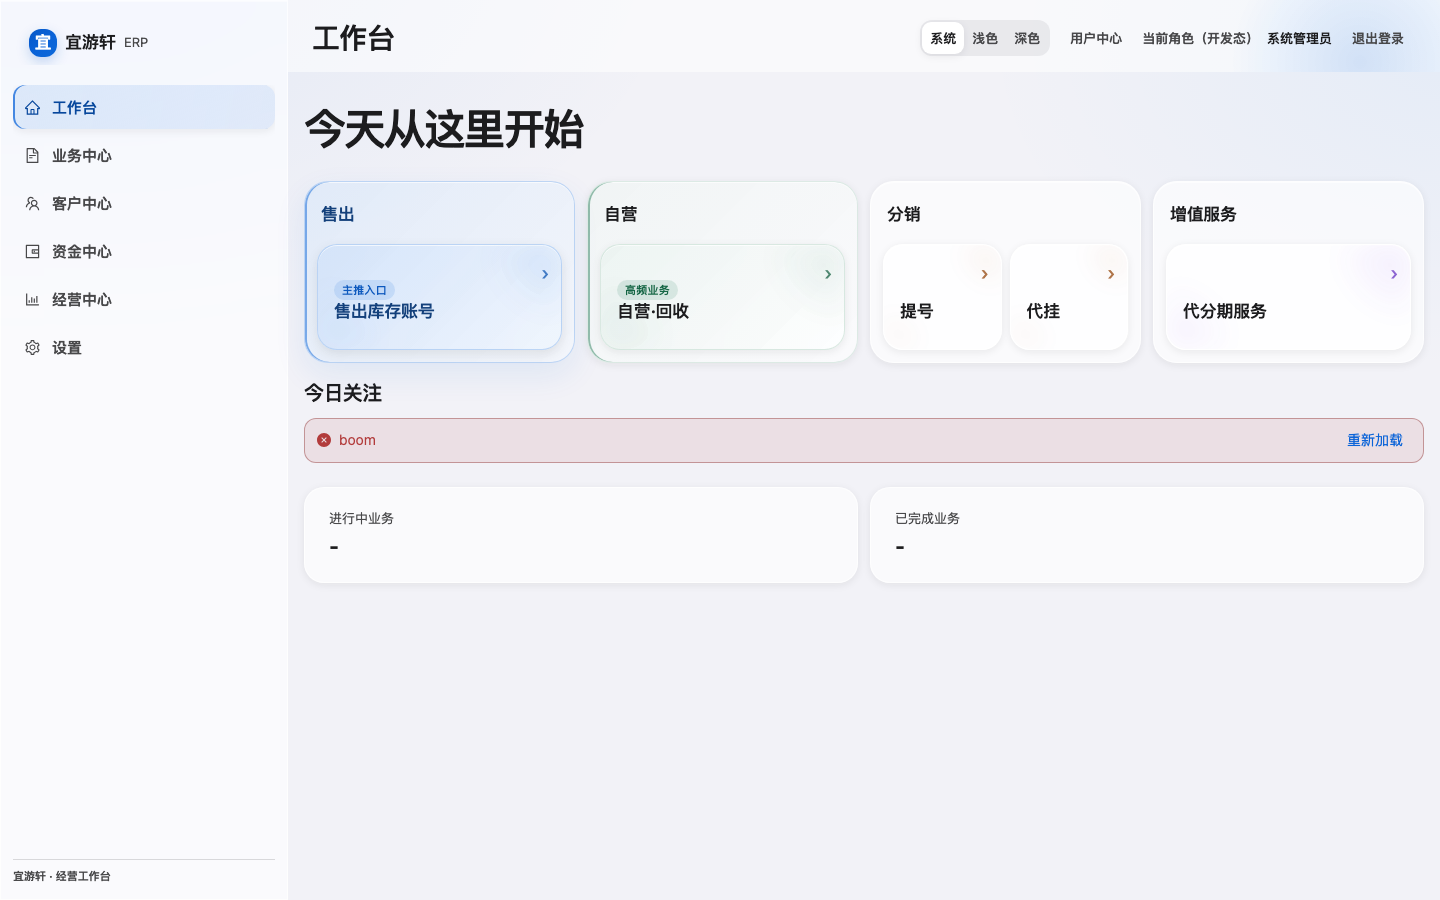 宜 宜游轩 ERP
工作台
业务中心
客户中心
资金中心
经营中心
设置
宜游轩 · 经营工作台
工作台
系统 浅色 深色 用户中心 当前角色（开发态） 系统管理员 退出登录
今天从这里开始
售出
主推入口
售出库存账号
自营
高频业务
自营·回收
分销
提号
代挂
增值服务
代分期服务
今日关注
boom 重新加载
进行中业务
-
已完成业务
-